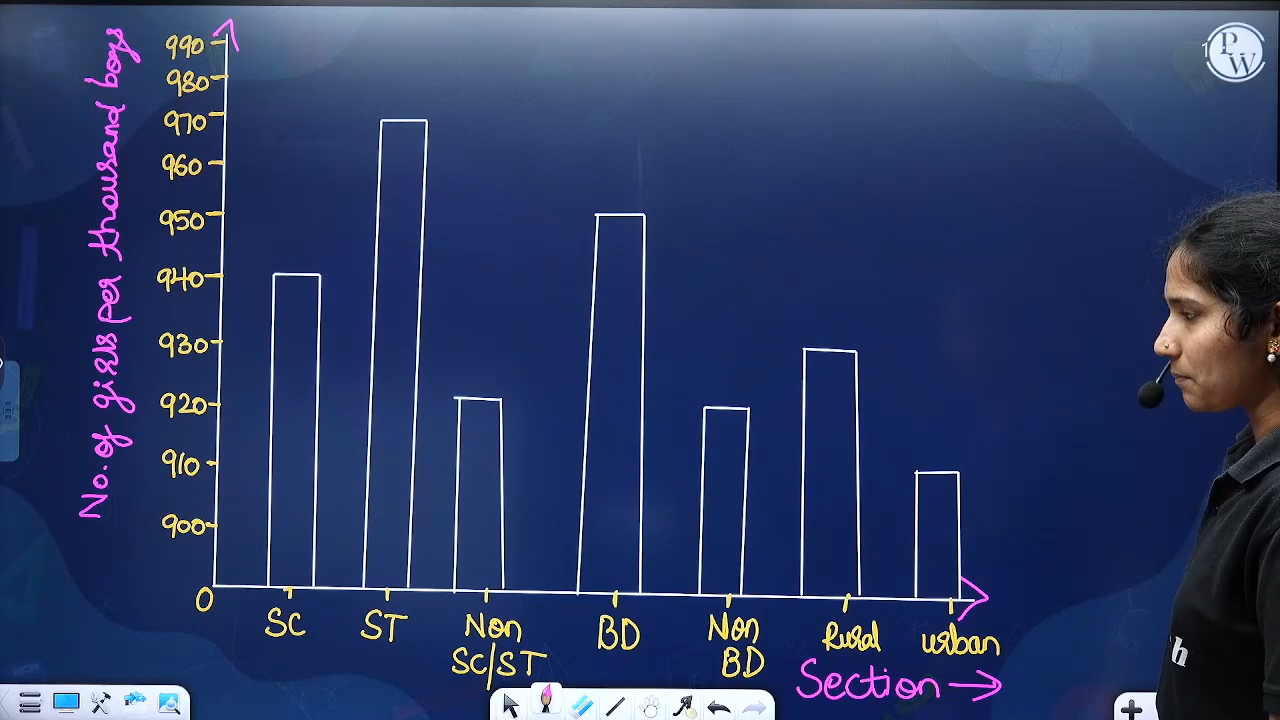 No. of girls per thousand boys
990
980
970
960
950
940
930
920
910
900
0
SC
ST
Non
SC/ST
BD
Non
BD
Rural
urban
Section
PW
h